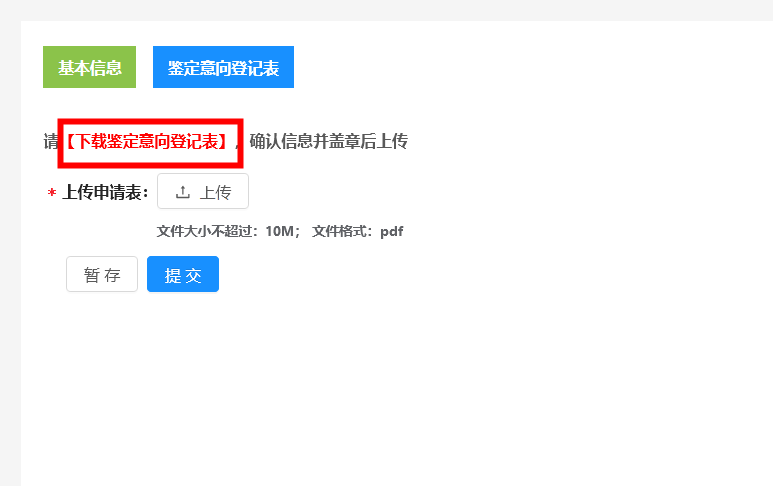 基本信息 鉴定意向登记表
请【下载鉴定意向登记表】，确认信息并盖章后上传
* 上传申请表： 上传
文件大小不超过：10M； 文件格式：pdf
暂 存 提 交